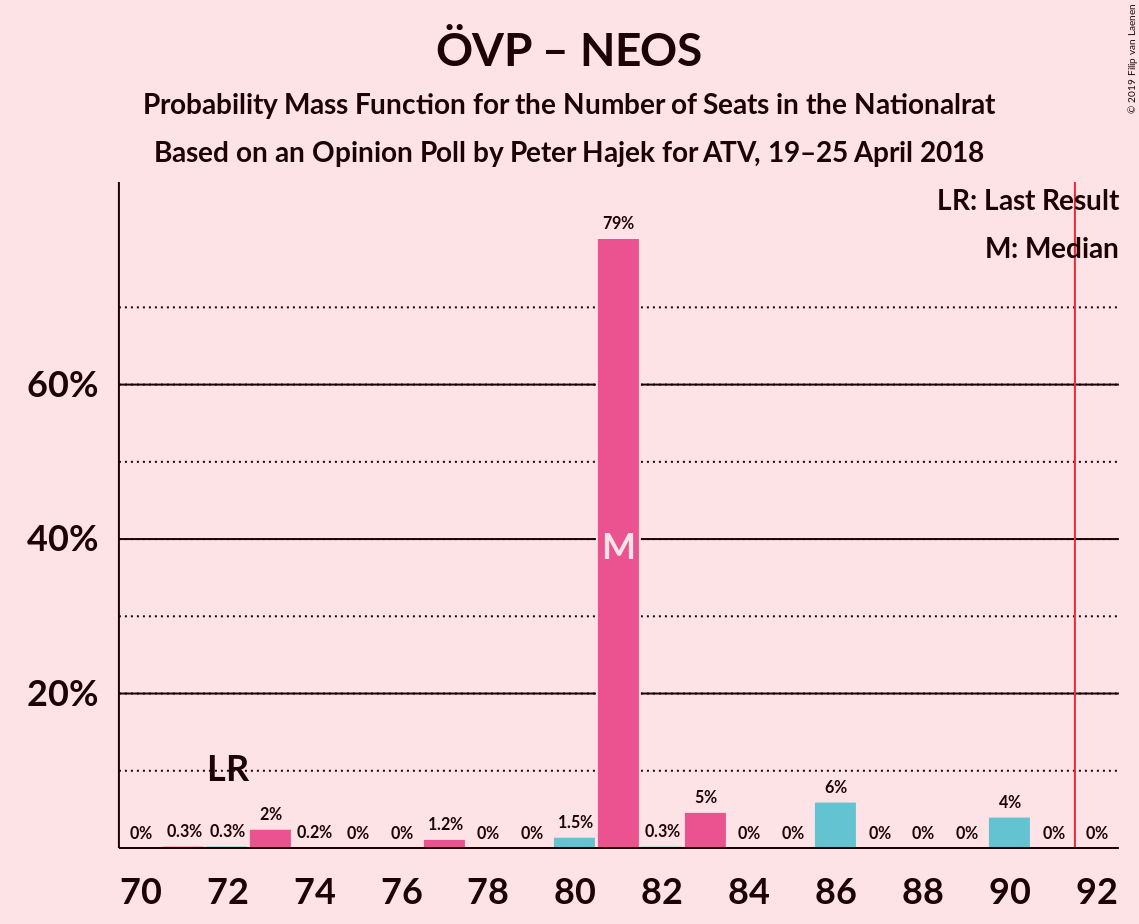 ÖVP – NEOS
Probability Mass Function for the Number of Seats in the Nationalrat
Based on an Opinion Poll by Peter Hajek for ATV, 19–25 April 2018
© 2019 Filip van Laenen
LR: Last Result
M: Median
60%
40%
20%
LR
M
0% 0.3% 0.3% 2% 0.2% 0% 0% 1.2% 0% 0% 1.5% 79% 0.3% 5% 0% 0% 6% 0% 0% 0% 4% 0% 0%
70 72 74 76 78 80 82 84 86 88 90 92